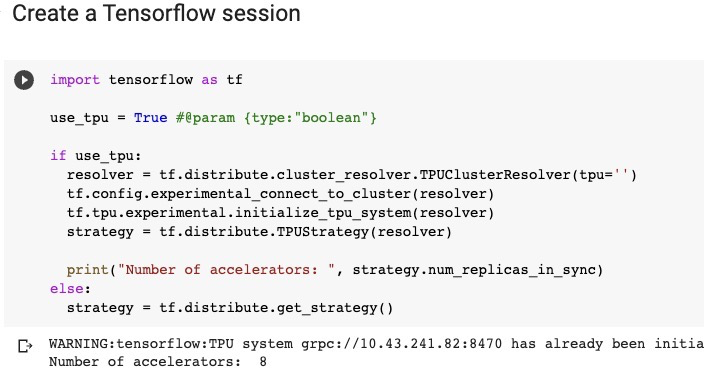 Create a Tensorflow session
import tensorflow as tf
use_tpu = True #@param {type:"boolean"}
if use_tpu:
  resolver = tf.distribute.cluster_resolver.TPUClusterResolver(tpu='')
  tf.config.experimental_connect_to_cluster(resolver)
  tf.tpu.experimental.initialize_tpu_system(resolver)
  strategy = tf.distribute.TPUStrategy(resolver)
  print("Number of accelerators: ", strategy.num_replicas_in_sync)
else:
  strategy = tf.distribute.get_strategy()
WARNING:tensorflow:TPU system grpc://10.43.241.82:8470 has already been initia
Number of accelerators:  8